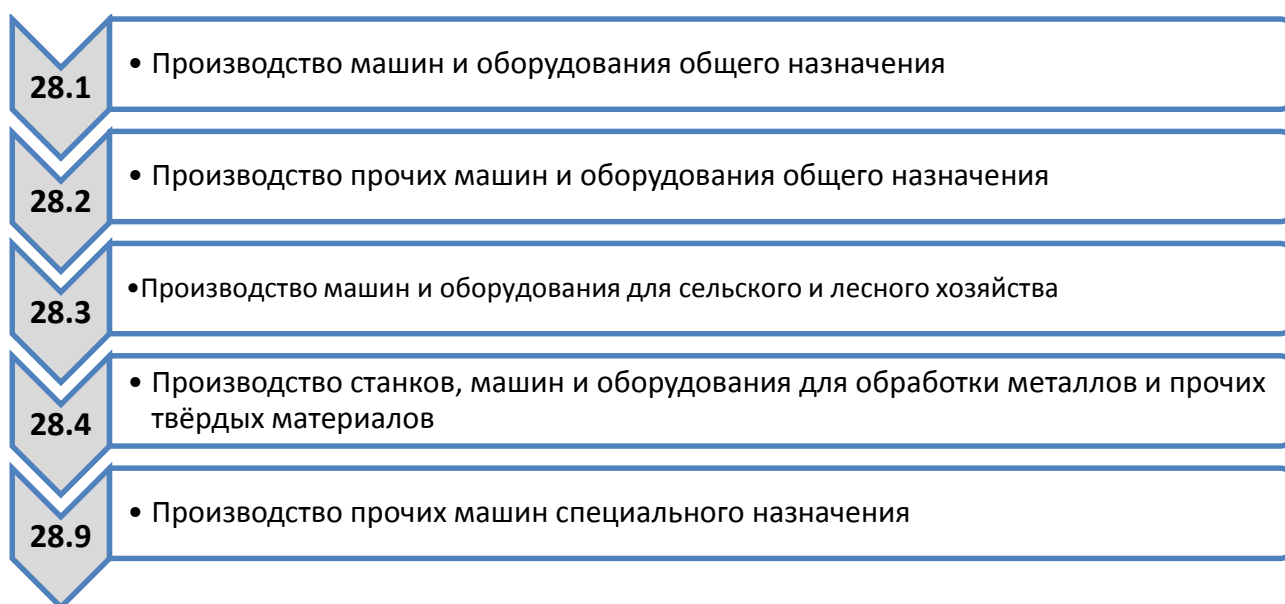 28.1
• Производство машин и оборудования общего назначения
28.2
• Производство прочих машин и оборудования общего назначения
28.3
•Производство машин и оборудования для сельского и лесного хозяйства
28.4
• Производство станков, машин и оборудования для обработки металлов и прочих
твёрдых материалов
28.9
• Производство прочих машин специального назначения